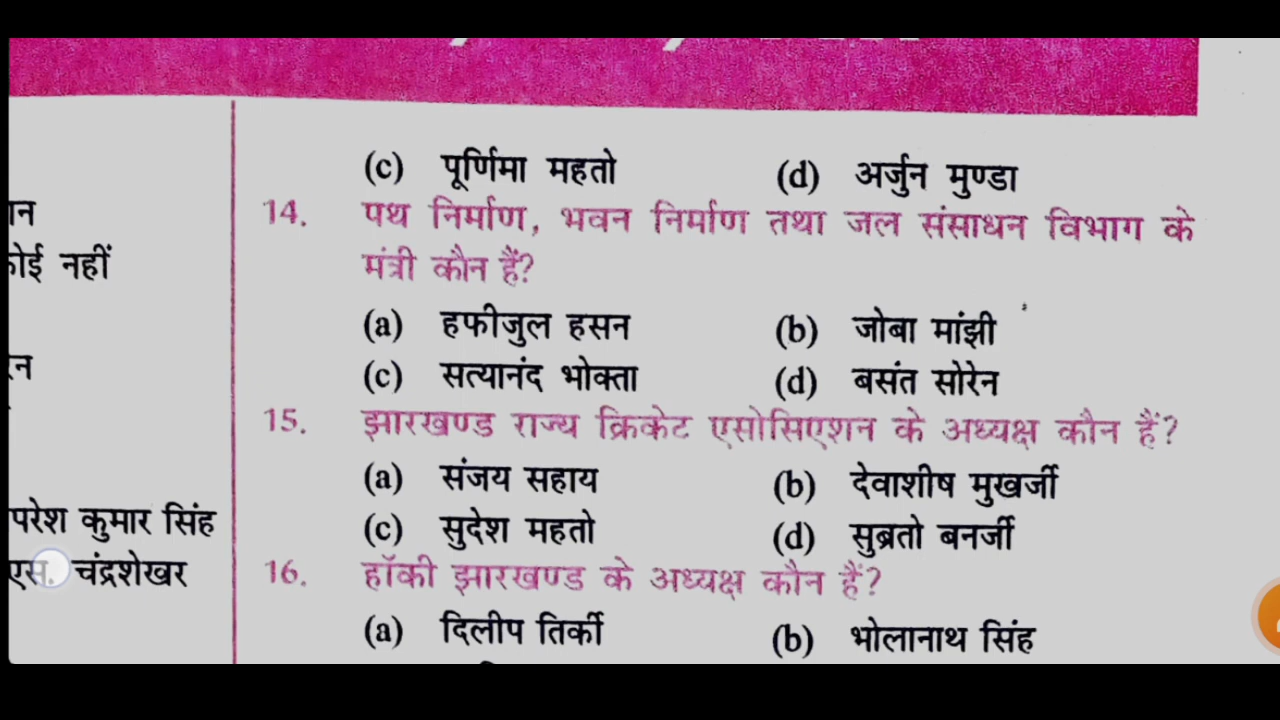 (c) पूर्णिमा महतो (d) अर्जुन मुण्डा
14. पथ निर्माण, भवन निर्माण तथा जल संसाधन विभाग के
मंत्री कौन हैं?
(a) हफीजुल हसन (b) जोबा मांझी
(c) सत्यानंद भोक्ता (d) बसंत सोरेन
15. झारखण्ड राज्य क्रिकेट एसोसिएशन के अध्यक्ष कौन हैं?
(a) संजय सहाय (b) देवाशीष मुखर्जी
(c) सुदेश महतो (d) सुब्रतो बनर्जी
16. हॉकी झारखण्ड के अध्यक्ष कौन हैं?
(a) दिलीप तिर्की (b) भोलानाथ सिंह
नहीं
परेश कुमार सिंह
एस. चंद्रशेखर